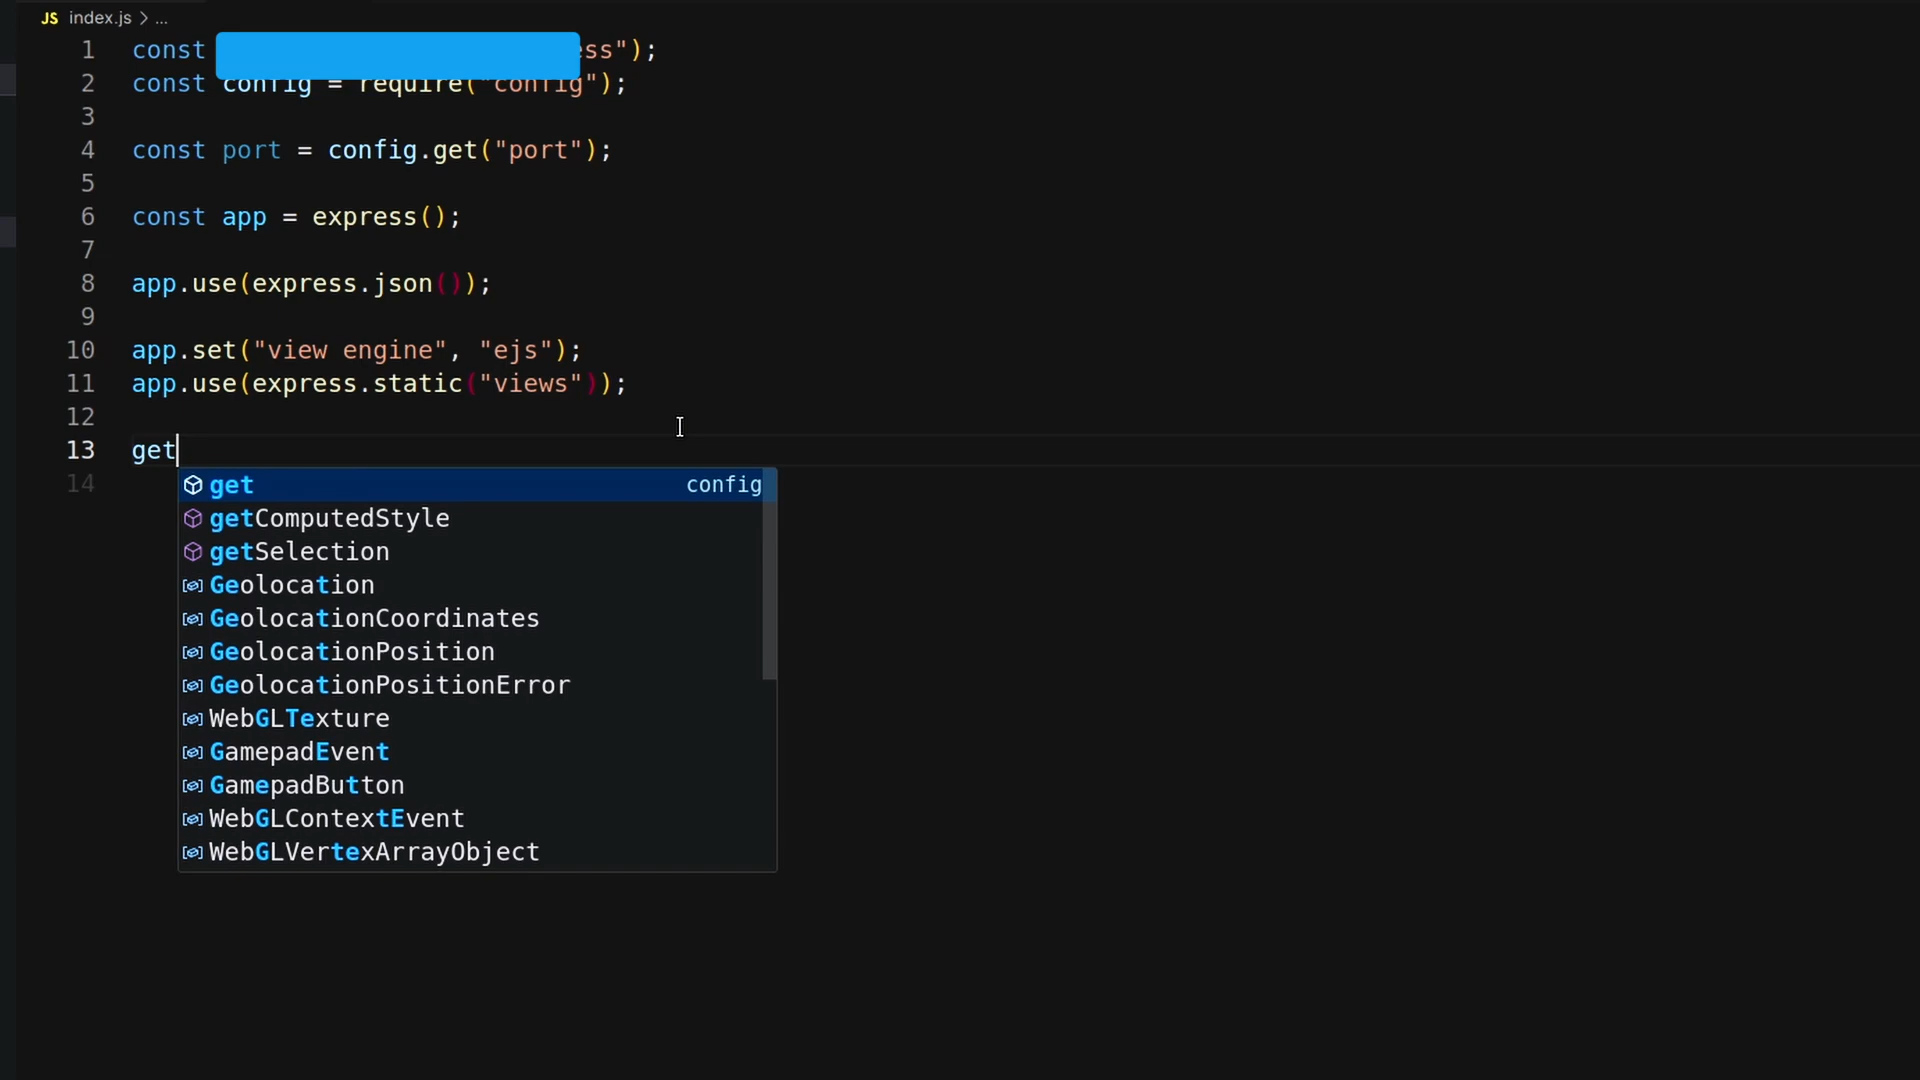 JS index.js > ...
1 const ess");
2 const config = require("config");
3
4 const port = config.get("port");
5
6 const app = express();
7
8 app.use(express.json());
9
10 app.set("view engine", "ejs");
11 app.use(express.static("views"));
12
13 get
14
get config
getComputedStyle
getSelection
Geolocation
GeolocationCoordinates
GeolocationPosition
GeolocationPositionError
WebGLTexture
GamepadEvent
GamepadButton
WebGLContextEvent
WebGLVertexArrayObject